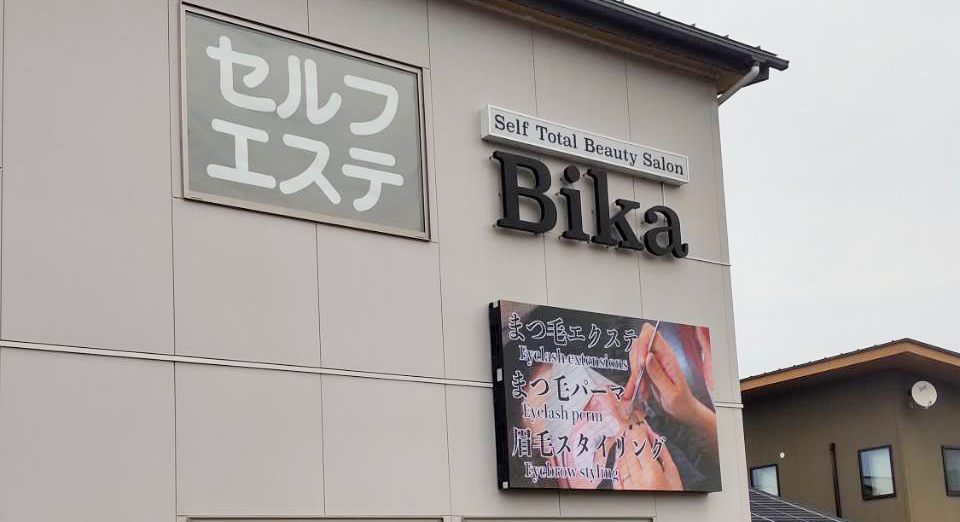 セルフ
エステ
Self Total Beauty Salon
Bika
まつ毛エクステ
Eyelash extensions
まつ毛パーマ
Eyelash perm
眉毛スタイリング
Eyebrow styling